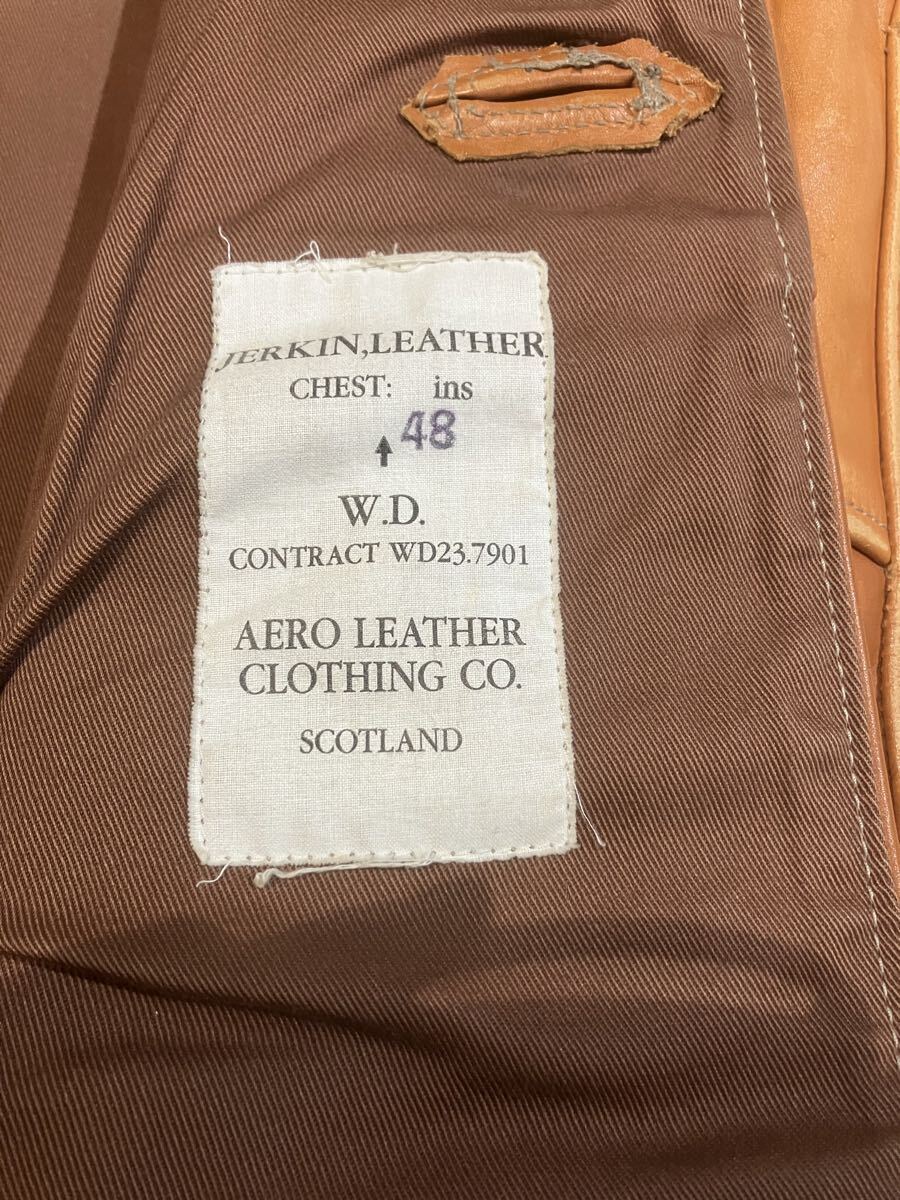 JERKIN,LEATHER
CHEST: ins
48
W.D.
CONTRACT WD23.7901
AERO LEATHER
CLOTHING CO.
SCOTLAND